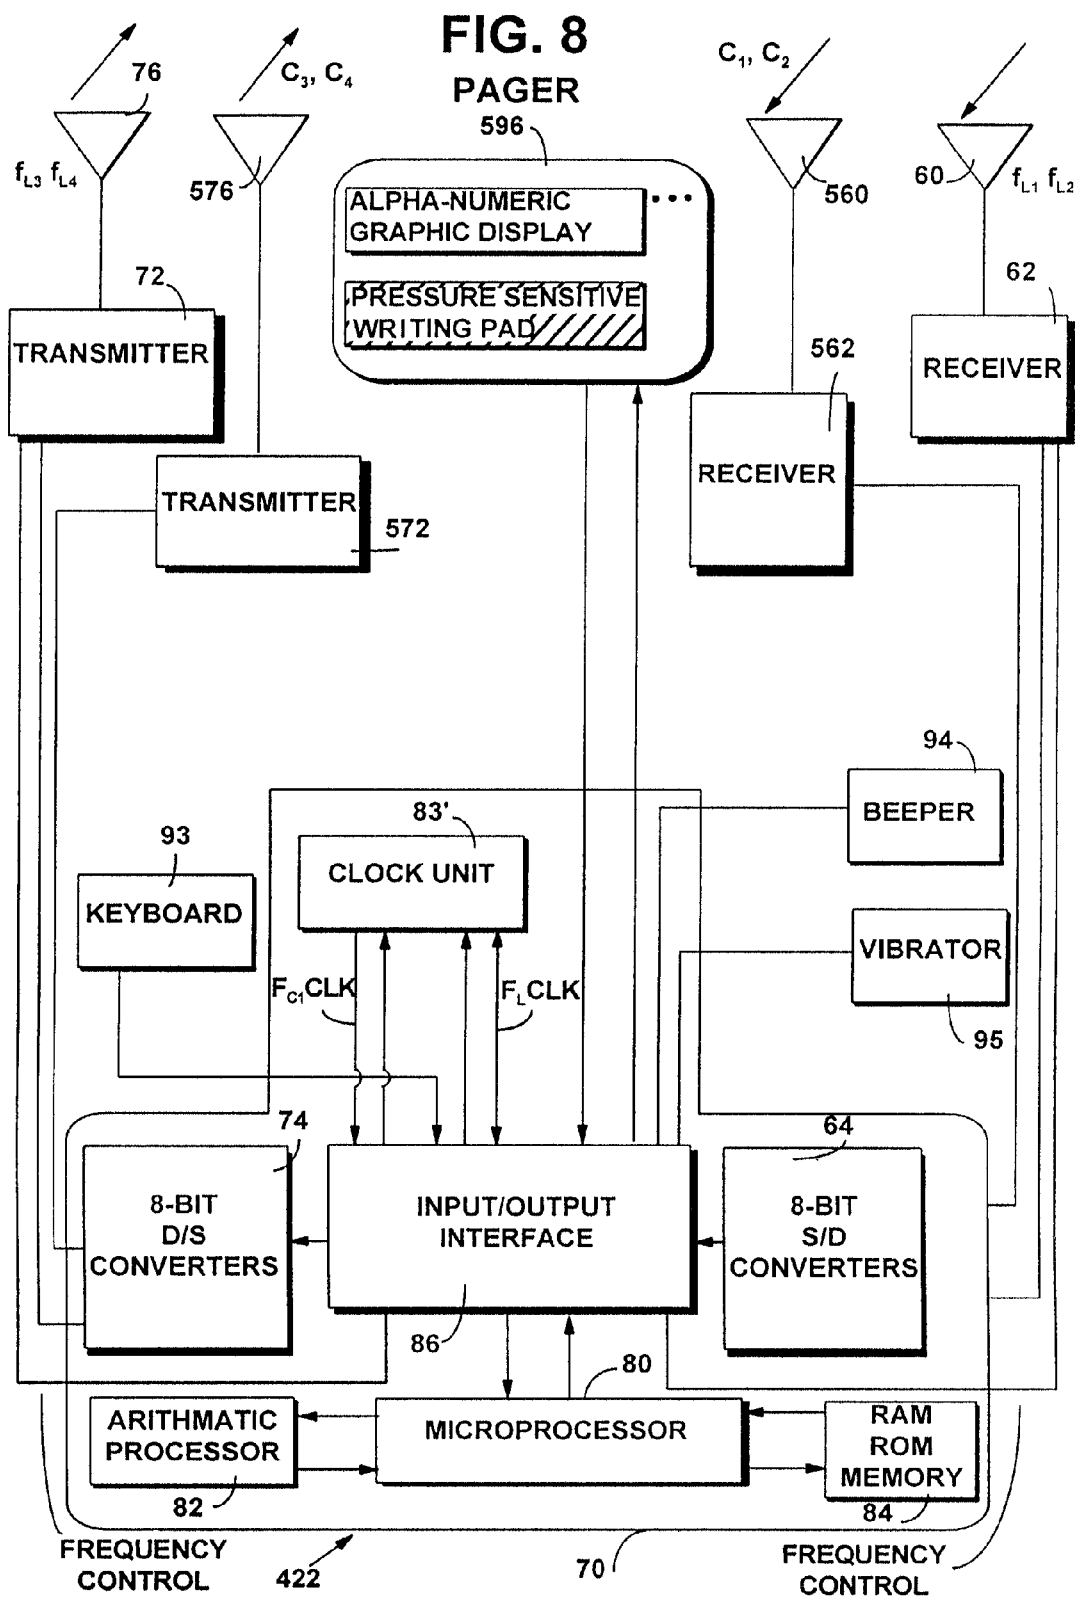 FIG. 8
PAGER
76
C3, C4
596
C1, C2
fL3 fL4
576
560
60
fL1 fL2
ALPHA-NUMERIC
GRAPHIC DISPLAY
...
PRESSURE SENSITIVE
WRITING PAD
72
62
TRANSMITTER
562
RECEIVER
RECEIVER
TRANSMITTER
572
94
BEEPER
83'
CLOCK UNIT
93
KEYBOARD
VIBRATOR
95
FC1CLK
FLCLK
74
64
8-BIT
D/S
CONVERTERS
INPUT/OUTPUT
INTERFACE
8-BIT
S/D
CONVERTERS
86
80
ARITHMATIC
PROCESSOR
MICROPROCESSOR
RAM
ROM
MEMORY
82
84
FREQUENCY
CONTROL
422
70
FREQUENCY
CONTROL